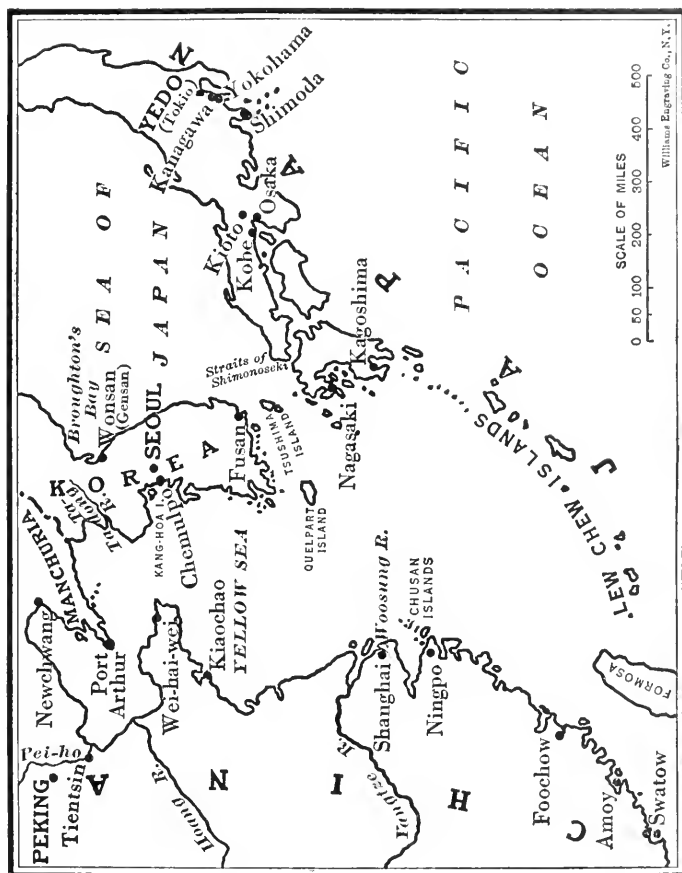 PEKING
Pei-ho
Tientsin
Newchwang
MANCHURIA
Port
Arthur
Wei-hai-wei
Kiaochao
Hoang R.
CHINA
Yangtze R.
Shanghai
Woosung R.
Ningpo
CHUSAN
ISLANDS
Foochow
Amoy
Swatow
FORMOSA
YELLOW SEA
KOREA
Ta-
tong
R.
Broughton's
Bay
Wonsan
(Gensan)
SEOUL
KANG-HOA I.
Chemulpo
Fusan
TSUSHIMA
ISLAND
QUELPART
ISLAND
SEA OF
JAPAN
Straits of
Shimonoseki
JAPAN
YEDO
(Tokio)
Kanagawa
Yokohama
Shimoda
Kioto
Kobe
Osaka
Nagasaki
Kagoshima
LEW CHEW ISLANDS
PACIFIC
OCEAN
SCALE OF MILES
0 50 100 200 300 400 500
Williams Engraving Co., N.Y.